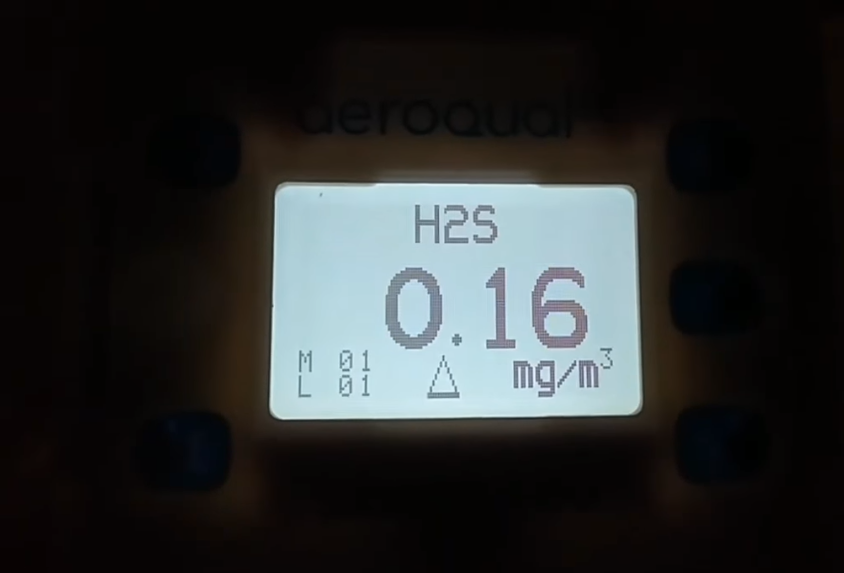 aeroqual
H2S
0.16
mg/m³
M 01
L 01